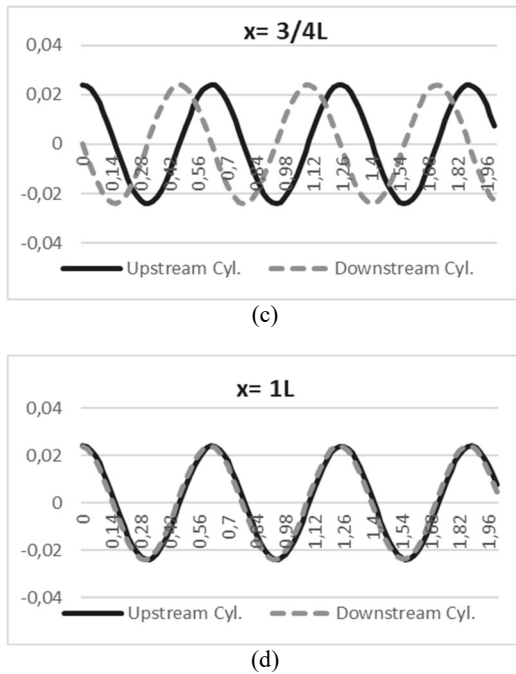 x= 3/4L
0,04
0,02
0
-0,02
-0,04
0 0,14 0,28 0,42 0,56 0,7 0,84 0,98 1,12 1,26 1,4 1,54 1,68 1,82 1,96
Upstream Cyl. Downstream Cyl.
(c)
x= 1L
0,04
0,02
0
-0,02
-0,04
0 0,14 0,28 0,42 0,56 0,7 0,84 0,98 1,12 1,26 1,4 1,54 1,68 1,82 1,96
Upstream Cyl. Downstream Cyl.
(d)